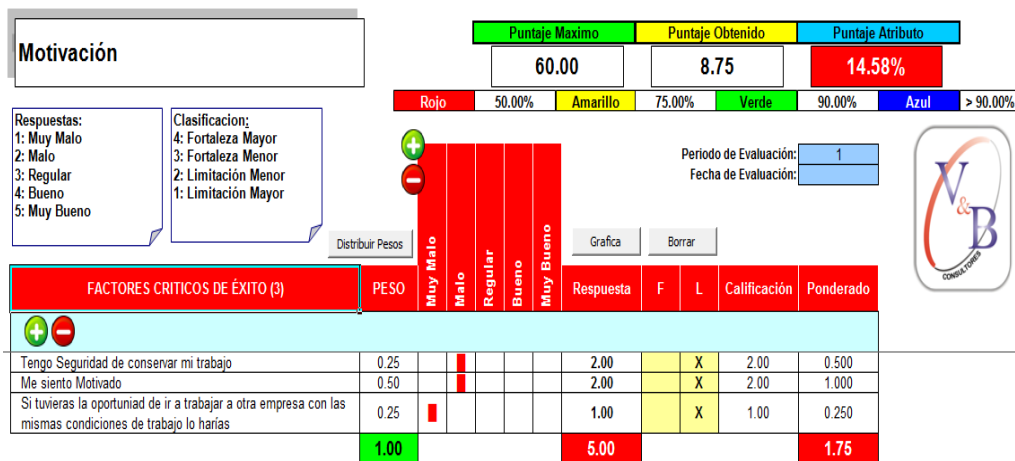 Motivación
Puntaje Maximo Puntaje Obtenido Puntaje Atributo
60.00 8.75 14.58%
Rojo 50.00% Amarillo 75.00% Verde 90.00% Azul > 90.00%
Respuestas:
1: Muy Malo
2: Malo
3: Regular
4: Bueno
5: Muy Bueno
Clasificacion:
4: Fortaleza Mayor
3: Fortaleza Menor
2: Limitación Menor
1: Limitación Mayor
Periodo de Evaluación: 1
Fecha de Evaluación:
V&B
CONSULTORES
Distribuir Pesos Grafica Borrar
FACTORES CRITICOS DE ÉXITO (3) PESO Muy Malo Malo Regular Bueno Muy Bueno Respuesta F L Calificación Ponderado
Tengo Seguridad de conservar mi trabajo 0.25 2.00 X 2.00 0.500
Me siento Motivado 0.50 2.00 X 2.00 1.000
Si tuvieras la oportuniad de ir a trabajar a otra empresa con las
mismas condiciones de trabajo lo harías 0.25 1.00 X 1.00 0.250
1.00 5.00 1.75